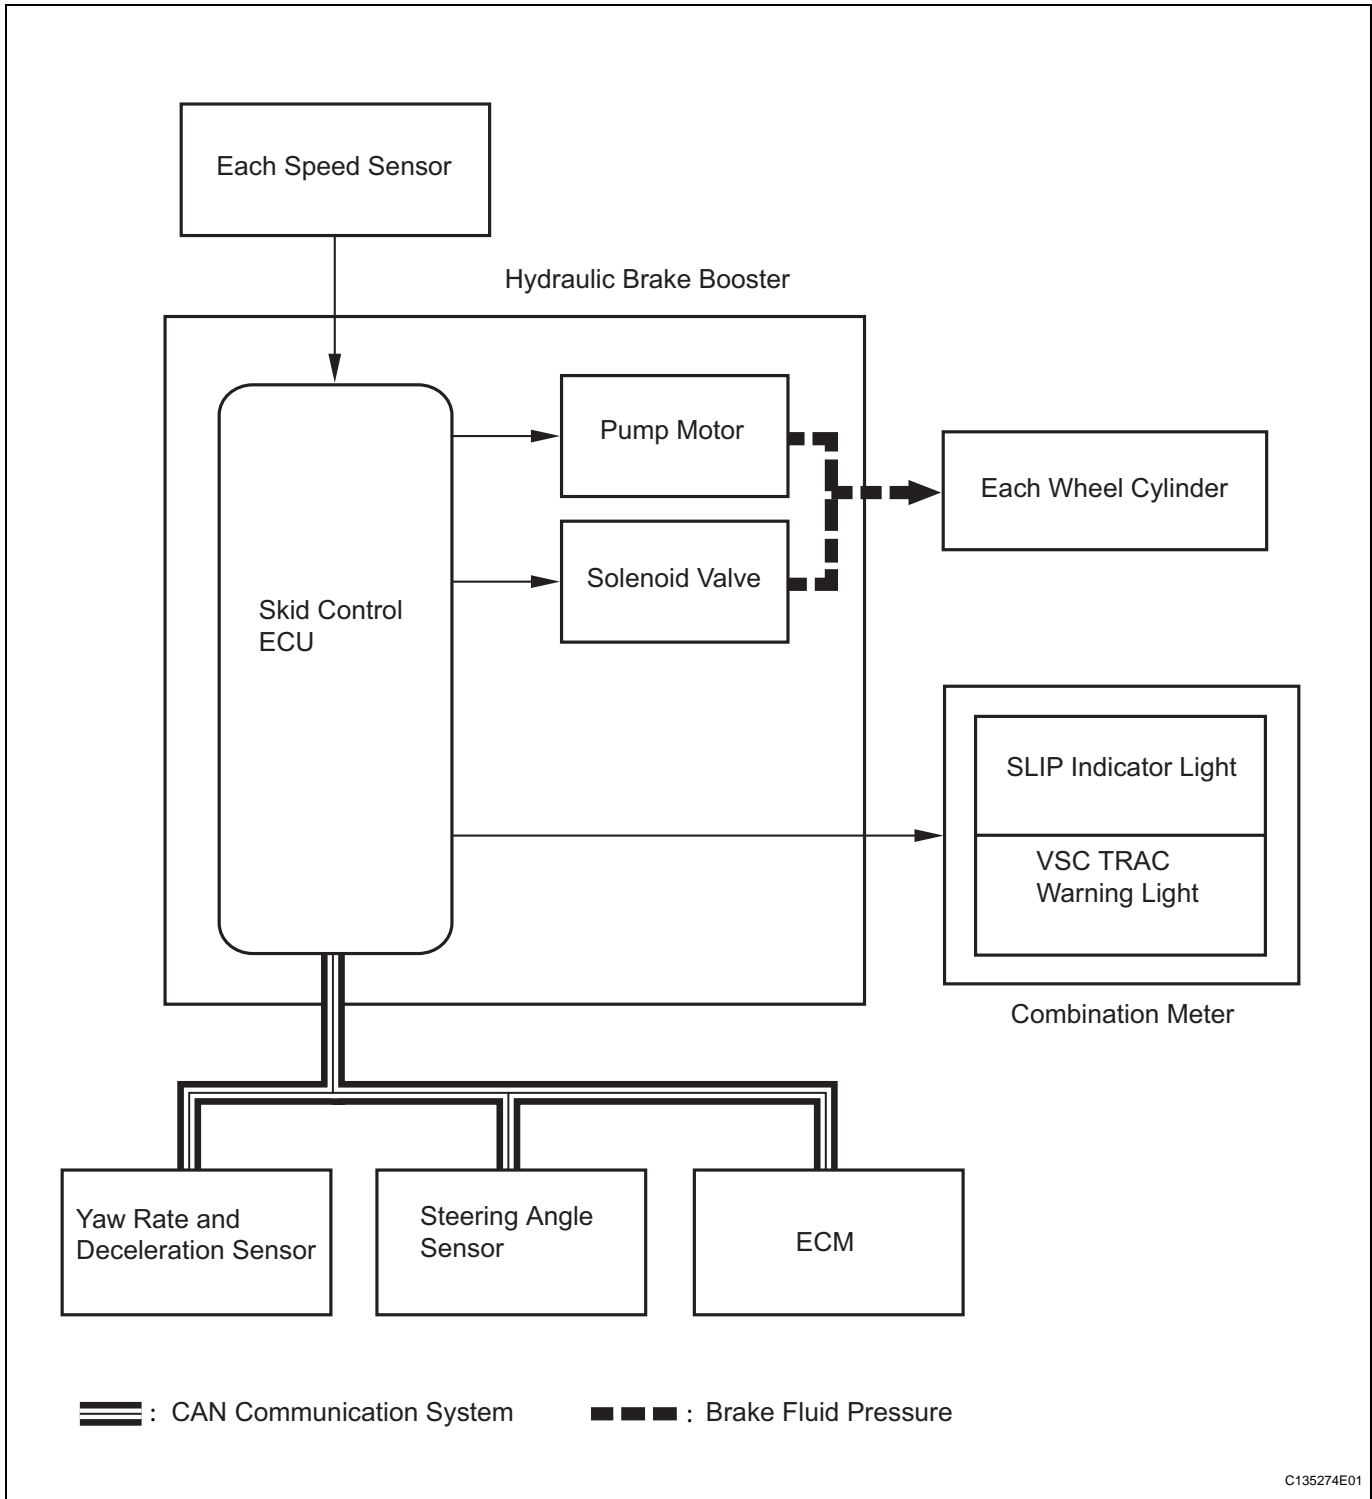 Each Speed Sensor
Hydraulic Brake Booster
Pump Motor
Each Wheel Cylinder
Solenoid Valve
Skid Control
ECU
SLIP Indicator Light
VSC TRAC
Warning Light
Combination Meter
Yaw Rate and
Deceleration Sensor
Steering Angle
Sensor
ECM
: CAN Communication System
: Brake Fluid Pressure
C135274E01